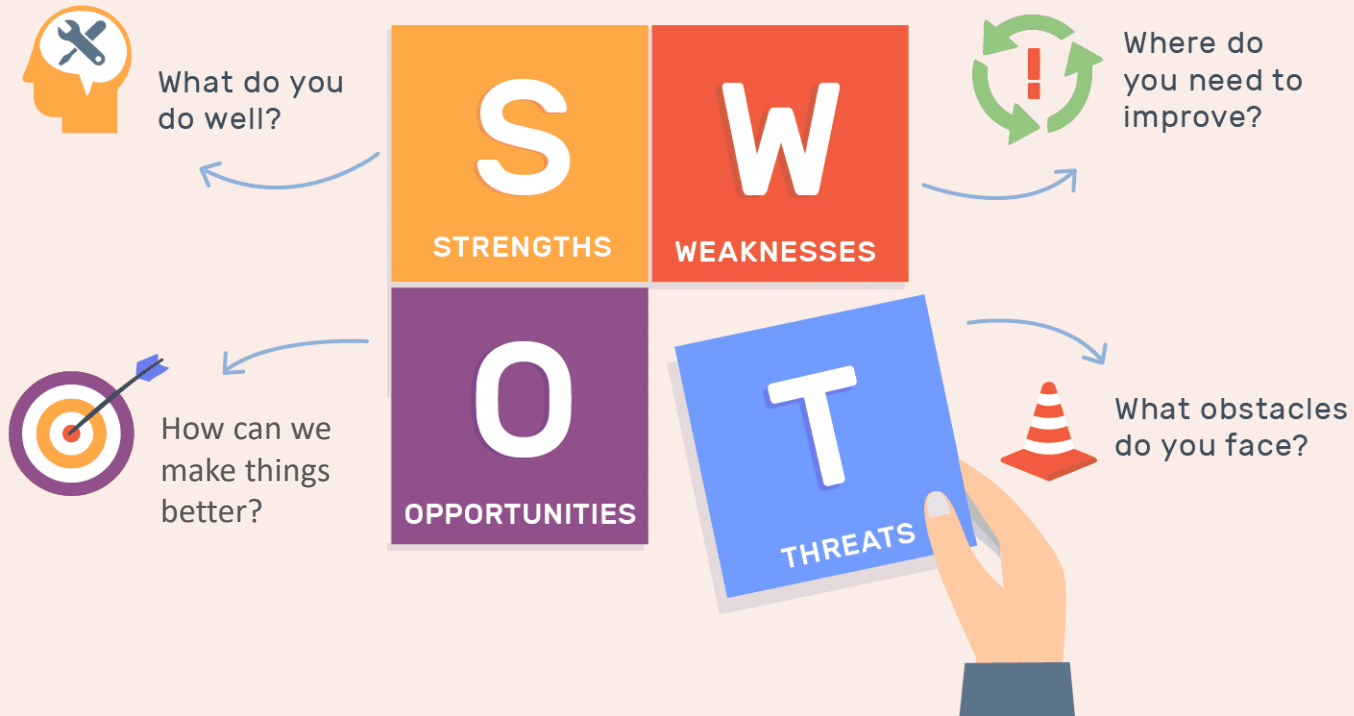 What do you
do well?
S
STRENGTHS
W
WEAKNESSES
Where do
you need to
improve?
How can we
make things
better?
O
OPPORTUNITIES
T
THREATS
What obstacles
do you face?